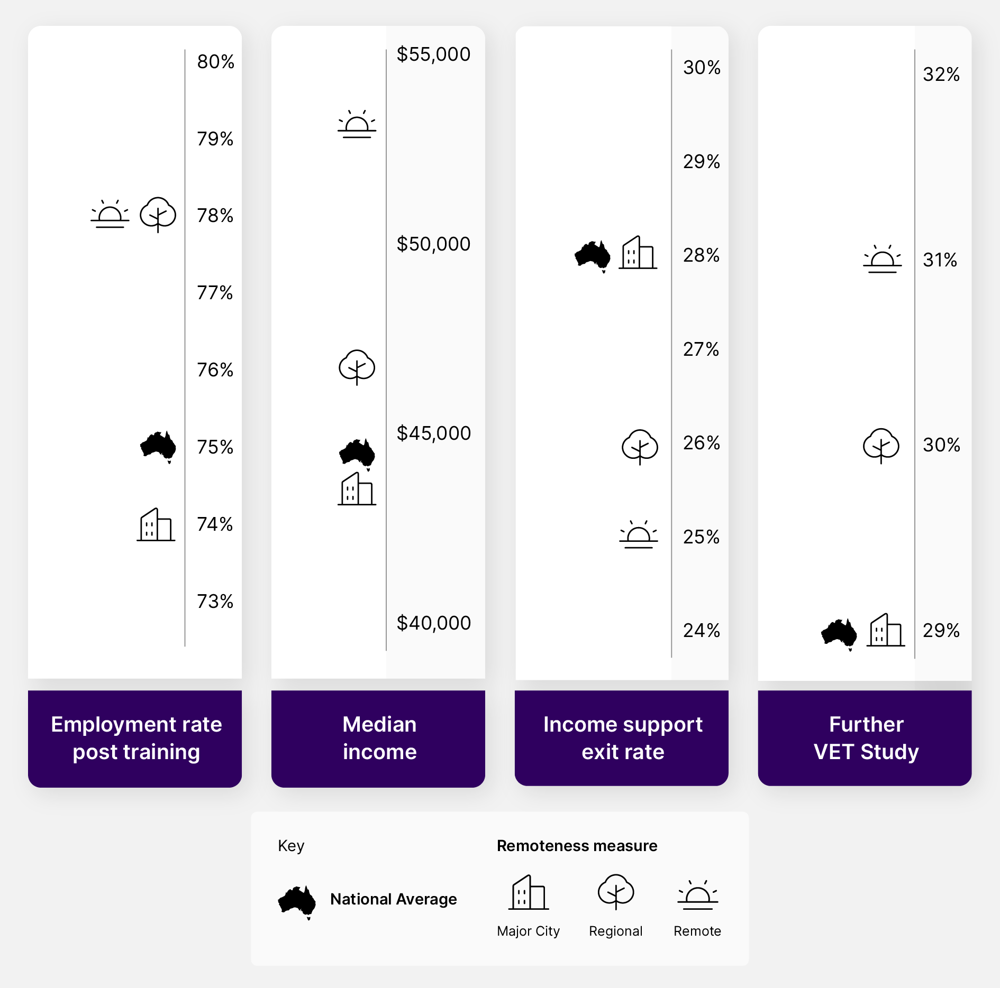 80%
79%
78%
77%
76%
75%
74%
73%
Employment rate
post training
$55,000
$50,000
$45,000
$40,000
Median
income
30%
29%
28%
27%
26%
25%
24%
Income support
exit rate
32%
31%
30%
29%
Further
VET Study
Key
National Average
Remoteness measure
Major City
Regional
Remote